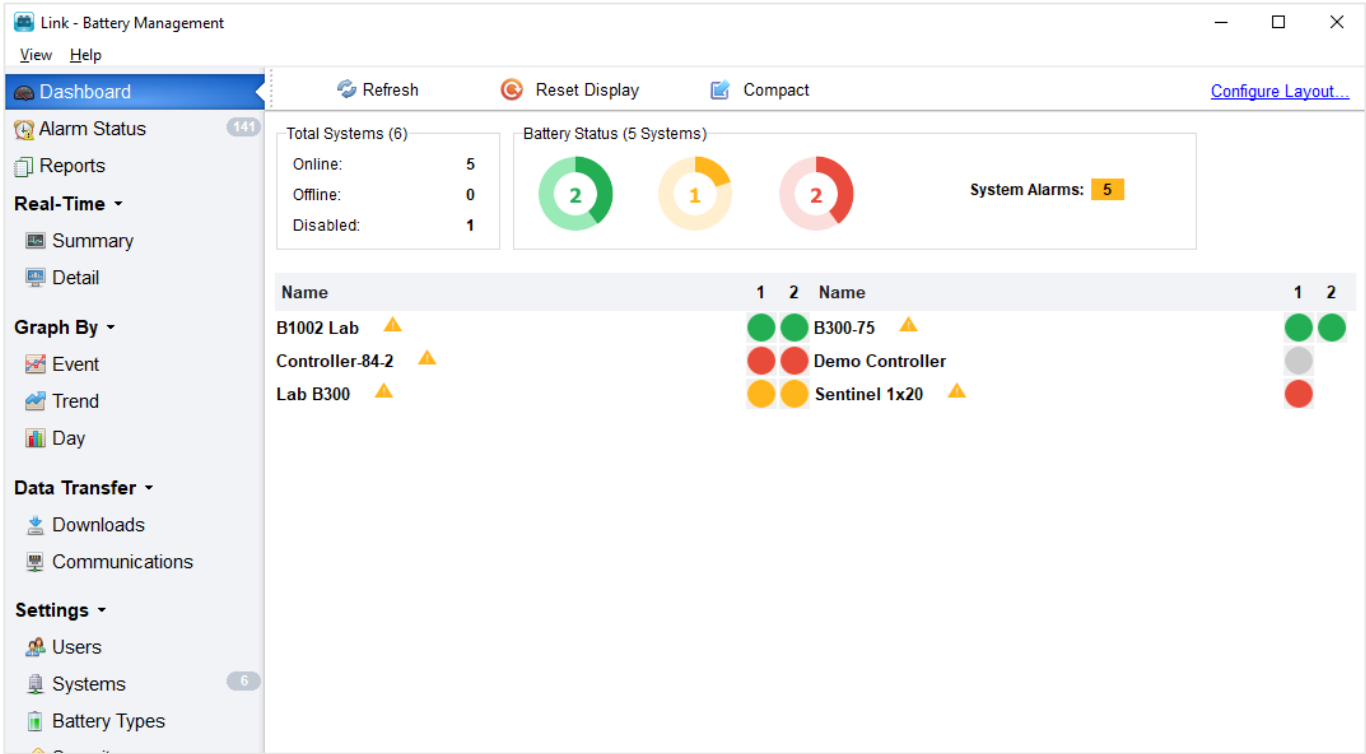 Link - Battery Management
View Help
Dashboard
Refresh Reset Display Compact Configure Layout...
Alarm Status 141
Reports
Real-Time
Summary
Detail
Graph By
Event
Trend
Day
Data Transfer
Downloads
Communications
Settings
Users
Systems 6
Battery Types
Total Systems (6)
Online: 5
Offline: 0
Disabled: 1
Battery Status (5 Systems)
2 1 2
System Alarms: 5
Name 1 2 Name 1 2
B1002 Lab B300-75
Controller-84-2 Demo Controller
Lab B300 Sentinel 1x20